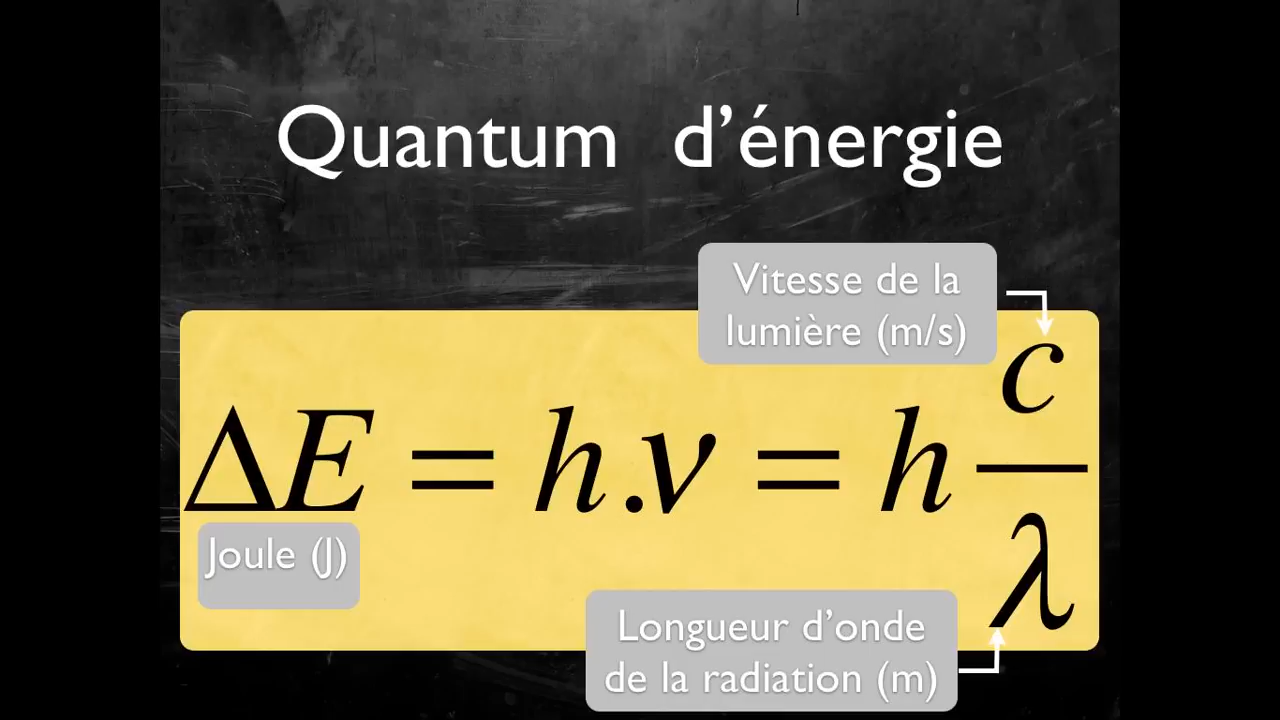 Quantum d’énergie
Vitesse de la
lumière (m/s)
ΔE = h.ν = h c/λ
Joule (J)
Longueur d’onde
de la radiation (m)